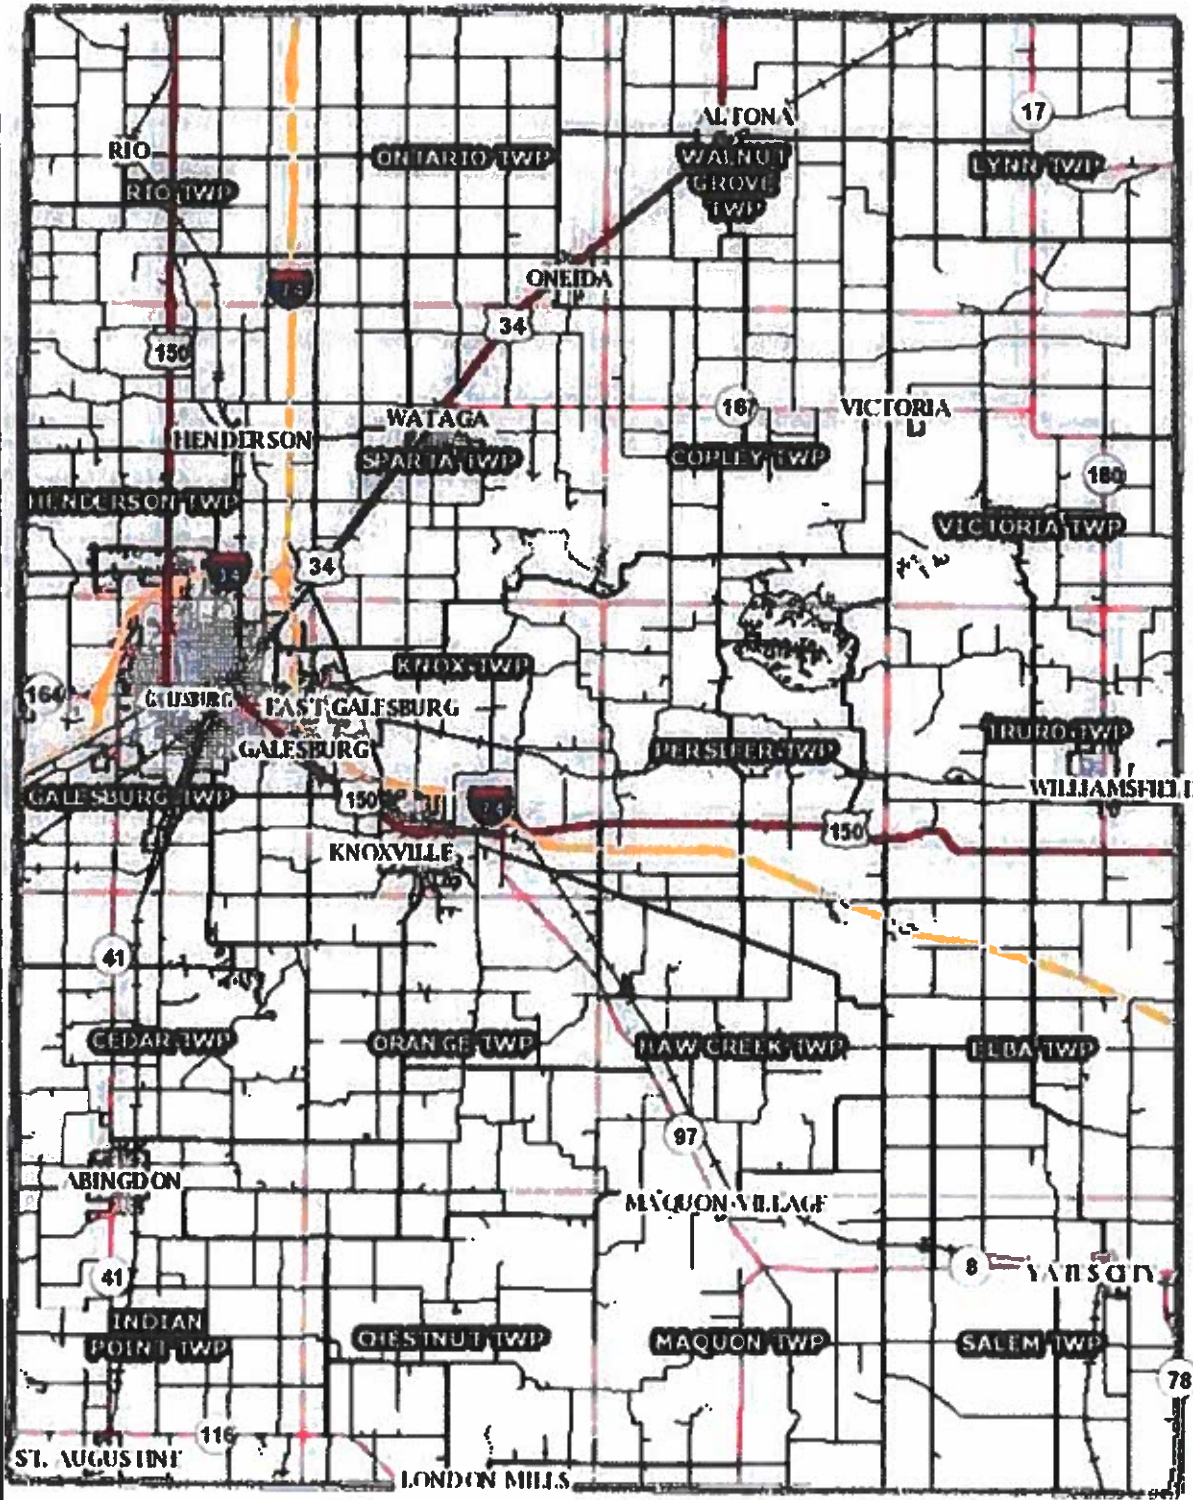 17
ALTONA
RIO
ONTARIO TWP
WALNUT
GROVE
TWP
LYNN TWP
RIO TWP
ONEIDA
74
34
150
167
VICTORIA
WATAGA
HENDERSON
SPARTA TWP
COPLEY TWP
180
HENDERSON TWP
VICTORIA TWP
34
KNOX TWP
164
GALESBURG
EAST GALESBURG
TRURO TWP
GALESBURG
PERSIFER TWP
WILLIAMSFIELD
GALESBURG TWP
150
74
150
KNOXVILLE
41
CEDAR TWP
ORANGE TWP
HAW CREEK TWP
ELBA TWP
97
ABINGDON
MAQUON VILLAGE
8
41
INDIAN
POINT TWP
CHESTNUT TWP
MAQUON TWP
SALEM TWP
78
116
ST. AUGUSTINE
LONDON MILLS